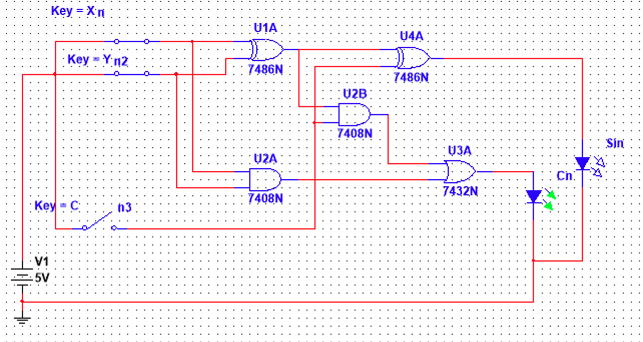 Key = X n
U1A
U4A
Key = Y n2
7486N
7486N
U2B
7408N
Sin
U3A
U2A
Cn
7408N
7432N
Key = C
n3
V1
5V